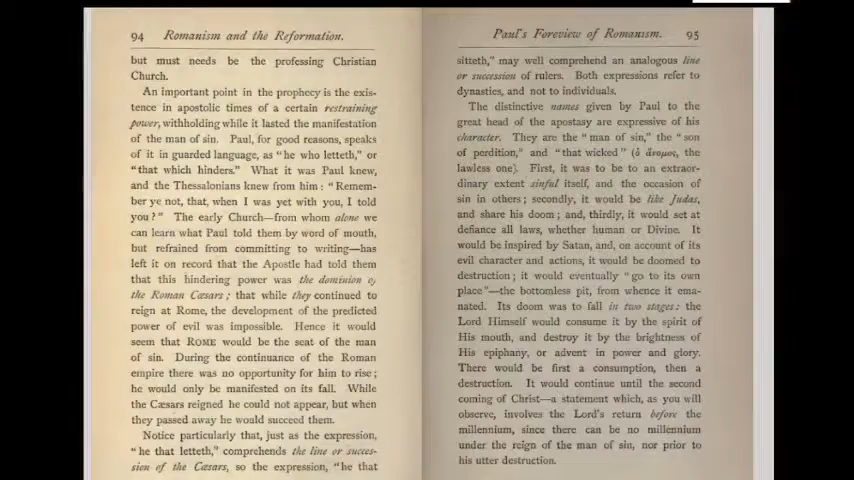 94 Romanism and the Reformation.
but must needs be the professing Christian
Church.
An important point in the prophecy is the exis-
tence in apostolic times of a certain restraining
power, withholding while it lasted the manifestation
of the man of sin. Paul, for good reasons, speaks
of it in guarded language, as "he who letteth," or
"that which hinders." What it was Paul knew,
and the Thessalonians knew from him: "Remem-
ber ye not, that, when I was yet with you, I told
you?" The early Church—from whom alone we
can learn what Paul told them by word of mouth,
but refrained from committing to writing—has
left it on record that the Apostle had told them
that this hindering power was the dominion of
the Roman Cæsars; that while they continued to
reign at Rome, the development of the predicted
power of evil was impossible. Hence it would
seem that ROME would be the seat of the man
of sin. During the continuance of the Roman
empire there was no opportunity for him to rise;
he would only be manifested on its fall. While
the Cæsars reigned he could not appear, but when
they passed away he would succeed them.
Notice particularly that, just as the expression,
"he that letteth," comprehends the line or succes-
sion of the Cæsars, so the expression, "he that
Paul's Foreview of Romanism. 95
sitteth," may well comprehend an analogous line
or succession of rulers. Both expressions refer to
dynasties, and not to individuals.
The distinctive names given by Paul to the
great head of the apostasy are expressive of his
character. They are the "man of sin," the "son
of perdition," and "that wicked" (ὁ ἄνομος, the
lawless one). First, it was to be to an extraor-
dinary extent sinful itself, and the occasion of
sin in others; secondly, it would be like Judas,
and share his doom; and, thirdly, it would set at
defiance all laws, whether human or Divine. It
would be inspired by Satan, and, on account of its
evil character and actions, it would be doomed to
destruction; it would eventually "go to its own
place"—the bottomless pit, from whence it ema-
nated. Its doom was to fall in two stages: the
Lord Himself would consume it by the spirit of
His mouth, and destroy it by the brightness of
His epiphany, or advent in power and glory.
There would be first a consumption, then a
destruction. It would continue until the second
coming of Christ—a statement which, as you will
observe, involves the Lord's return before the
millennium, since there can be no millennium
under the reign of the man of sin, nor prior to
his utter destruction.